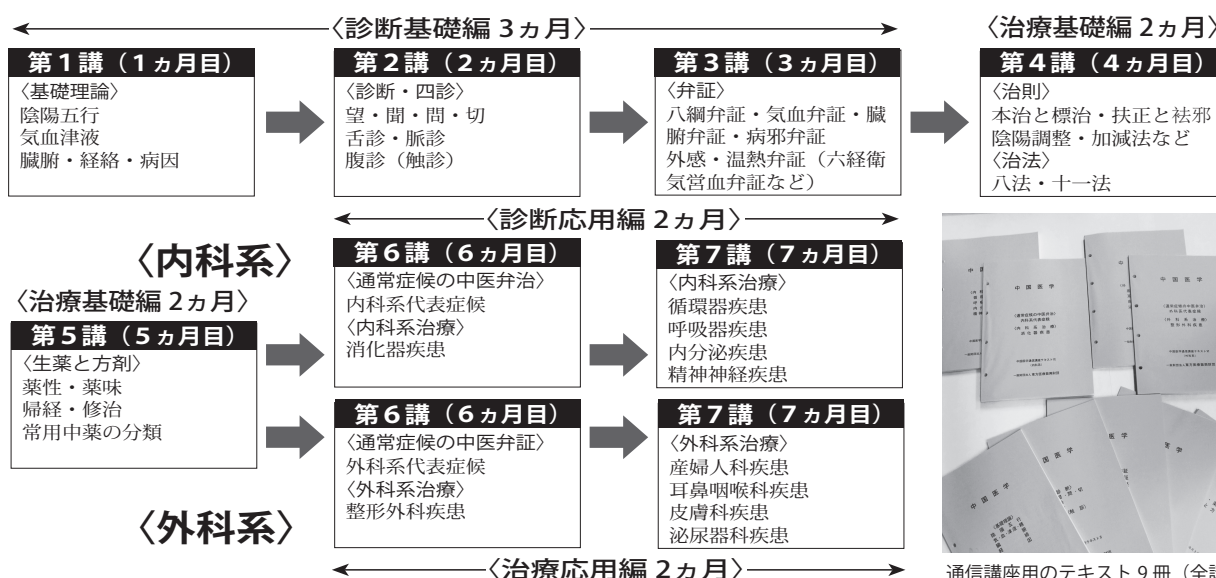 〈診断基礎編 3ヵ月〉
〈治療基礎編 2ヵ月〉
第1講（1ヵ月目）
〈基礎理論〉
陰陽五行
気血津液
臓腑・経絡・病因
第2講（2ヵ月目）
〈診断・四診〉
望・聞・問・切
舌診・脈診
腹診（触診）
第3講（3ヵ月目）
〈弁証〉
八綱弁証・気血弁証・臓
腑弁証・病邪弁証
外感・温熱弁証（六経衛
気営血弁証など）
第4講（4ヵ月目）
〈治則〉
本治と標治・扶正と袪邪
陰陽調整・加減法など
〈治法〉
八法・十一法
〈診断応用編 2ヵ月〉
〈内科系〉
〈治療基礎編 2ヵ月〉
第5講（5ヵ月目）
〈生薬と方剤〉
薬性・薬味
帰経・修治
常用中薬の分類
第6講（6ヵ月目）
〈通常症候の中医弁治〉
内科系代表症候
〈内科系治療〉
消化器疾患
第7講（7ヵ月目）
〈内科系治療〉
循環器疾患
呼吸器疾患
内分泌疾患
精神神経疾患
第6講（6ヵ月目）
〈通常症候の中医弁証〉
外科系代表症候
〈外科系治療〉
整形外科疾患
第7講（7ヵ月目）
〈外科系治療〉
産婦人科疾患
耳鼻咽喉科疾患
皮膚科疾患
泌尿器科疾患
〈外科系〉
〈治療応用編 2ヵ月〉
中国医学
中国医学
中国医学
通信講座用のテキスト9冊（全